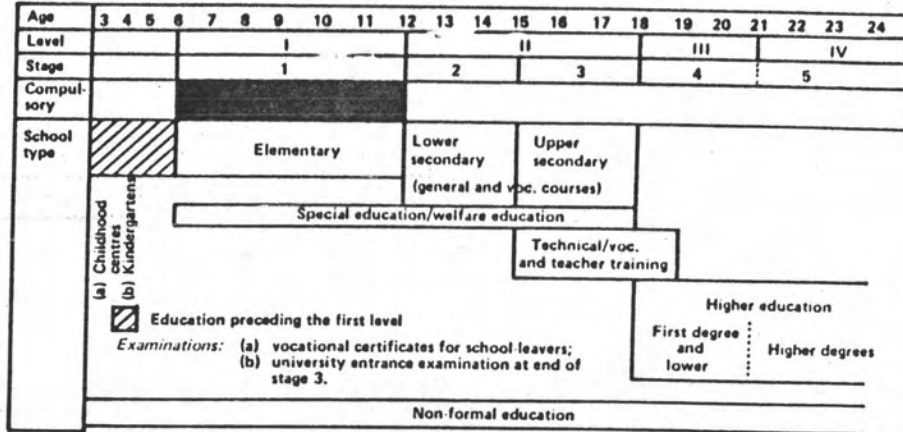 Age 3 4 5 6 7 8 9 10 11 12 13 14 15 16 17 18 19 20 21 22 23 24
Level I II III IV
Stage 1 2 3 4 5
Compul-
sory
School
type
Elementary
Lower
secondary
Upper
secondary
(general and voc. courses)
Special education/welfare education
(a) Childhood
centres
(b) Kindergartens
Technical/voc.
and teacher training
Higher education
First degree
and
lower
Higher degrees
Education preceding the first level
Examinations: (a) vocational certificates for school-leavers;
(b) university entrance examination at end of
stage 3.
Non-formal education